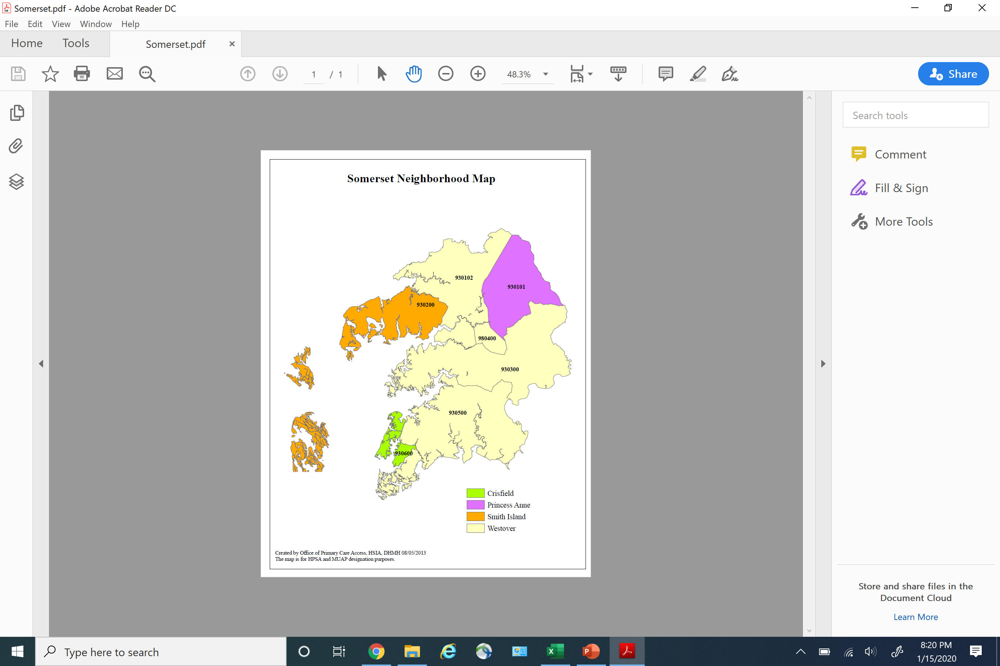 Somerset.pdf - Adobe Acrobat Reader DC
File Edit View Window Help
Home Tools Somerset.pdf
1 / 1 48.3% Share
Search tools
Comment
Fill & Sign
More Tools
Somerset Neighborhood Map
930102
930101
930200
980400
930300
930500
930600
Crisfield
Princess Anne
Smith Island
Westover
Created by Office of Primary Care Access, HSIA, DHMH 08/05/2013
The map is for HPSA and MUAP designation purposes.
Store and share files in the
Document Cloud
Learn More
Type here to search
8:20 PM
1/15/2020